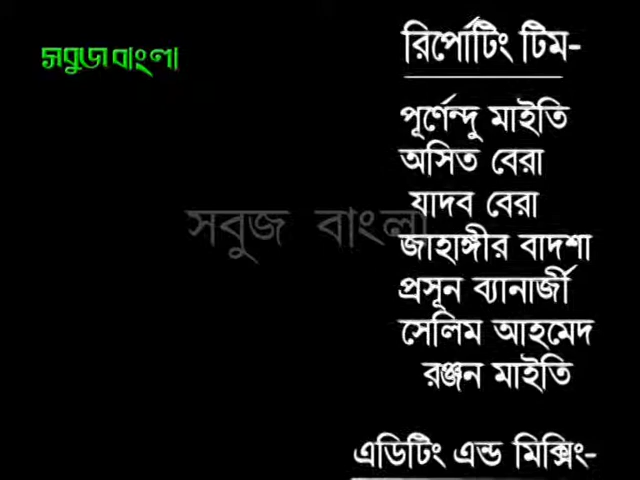 সবুজ বাংলা
রিপোর্টিং টিম-
পূর্ণেন্দু মাইতি
অসিত বেরা
যাদব বেরা
সবুজ বাংলা
জাহাঙ্গীর বাদশা
প্রসূন ব্যানার্জী
সেলিম আহমেদ
রঞ্জন মাইতি
এডিটিং এন্ড মিক্সিং-